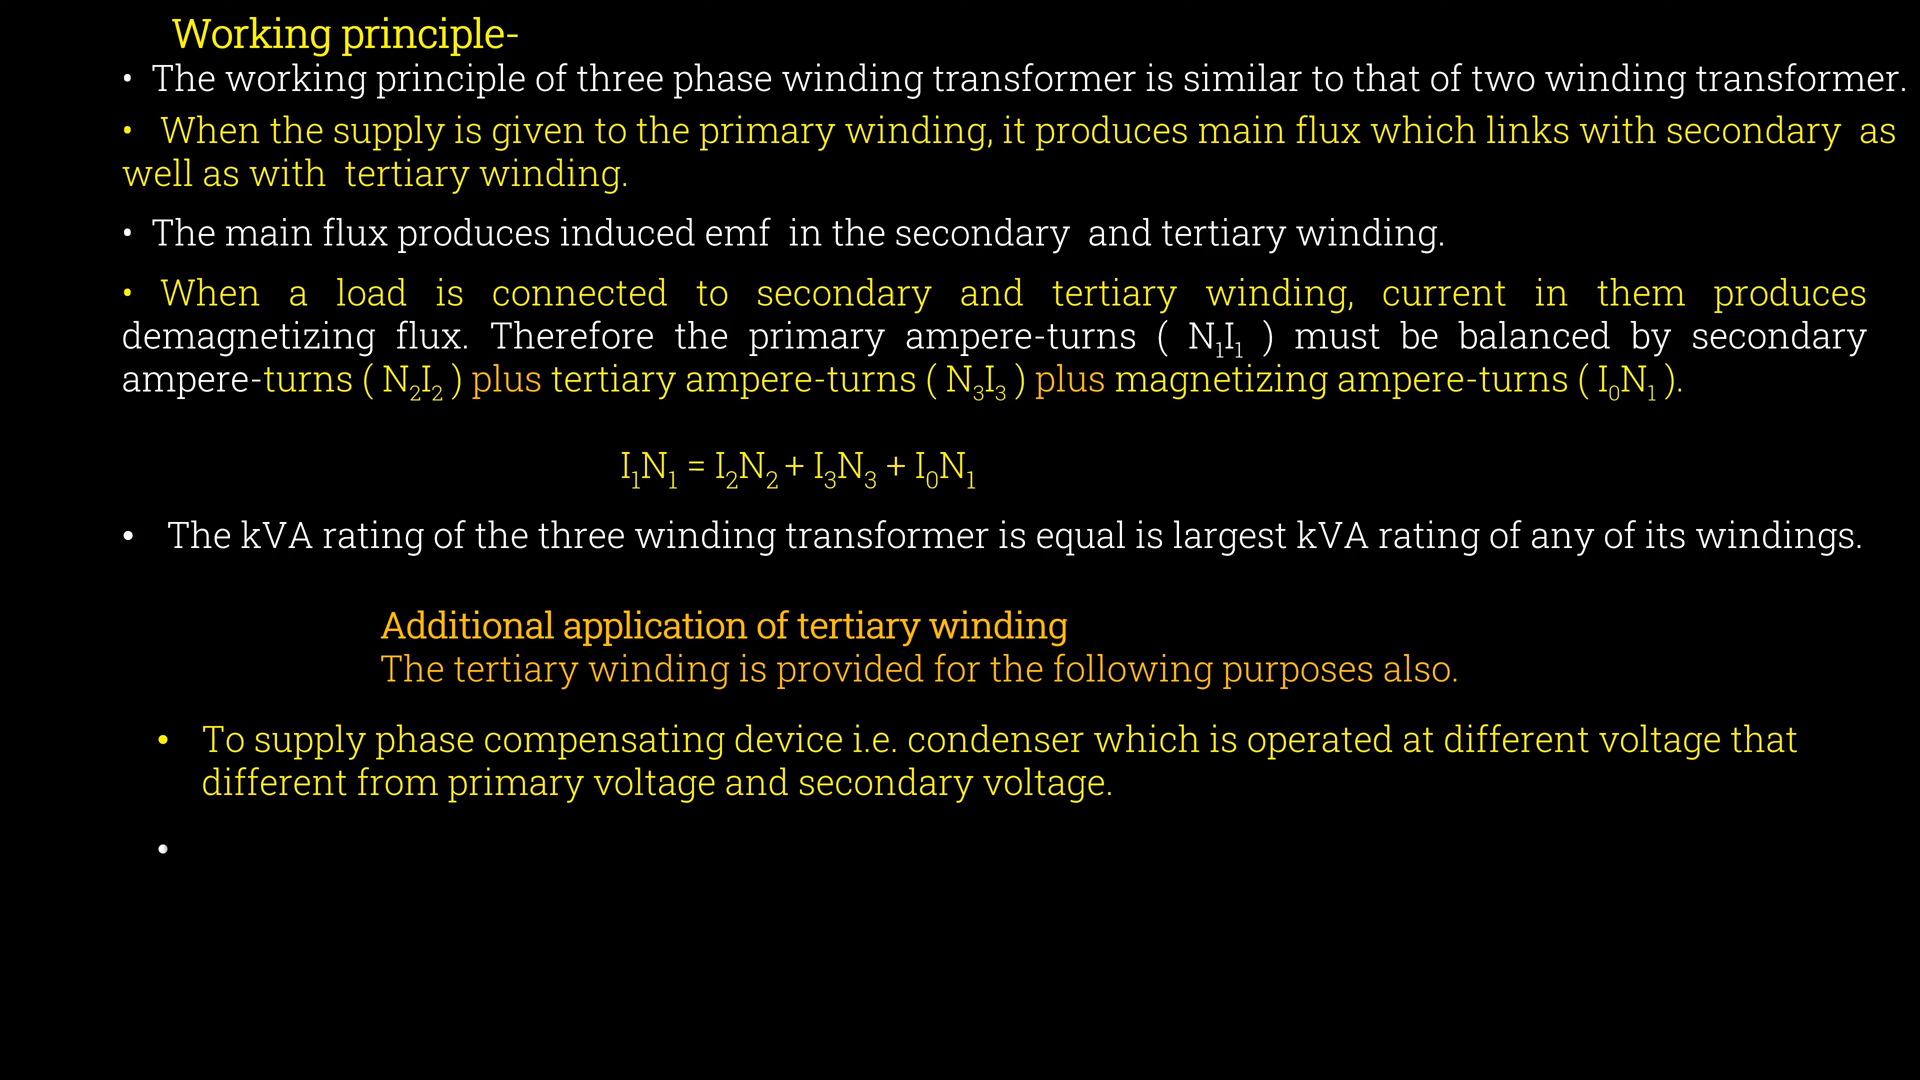 Working principle-
• The working principle of three phase winding transformer is similar to that of two winding transformer.
• When the supply is given to the primary winding, it produces main flux which links with secondary as
well as with tertiary winding.
• The main flux produces induced emf in the secondary and tertiary winding.
• When a load is connected to secondary and tertiary winding, current in them produces
demagnetizing flux. Therefore the primary ampere-turns ( N₁I₁ ) must be balanced by secondary
ampere-turns ( N₂I₂ ) plus tertiary ampere-turns ( N₃I₃ ) plus magnetizing ampere-turns ( I₀N₁ ).
I₁N₁ = I₂N₂ + I₃N₃ + I₀N₁
• The kVA rating of the three winding transformer is equal is largest kVA rating of any of its windings.
Additional application of tertiary winding
The tertiary winding is provided for the following purposes also.
• To supply phase compensating device i.e. condenser which is operated at different voltage that
different from primary voltage and secondary voltage.
•